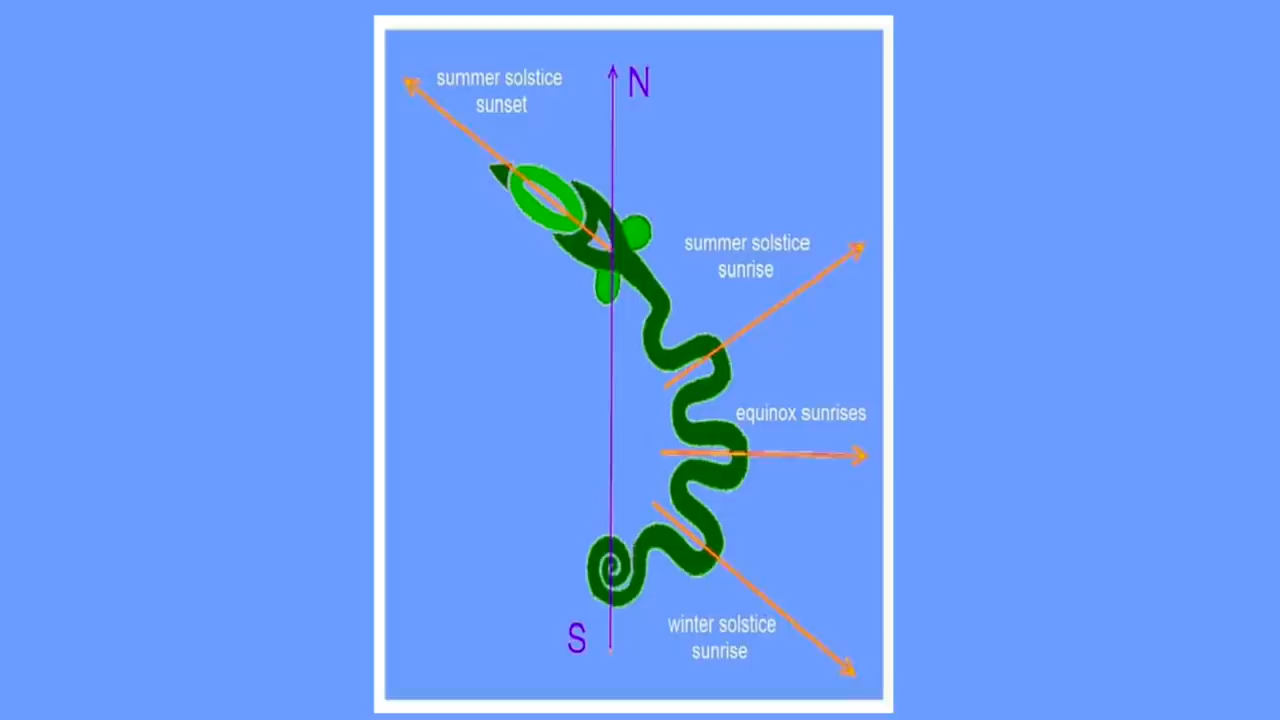 summer solstice
sunset
N
summer solstice
sunrise
equinox sunrises
winter solstice
sunrise
S